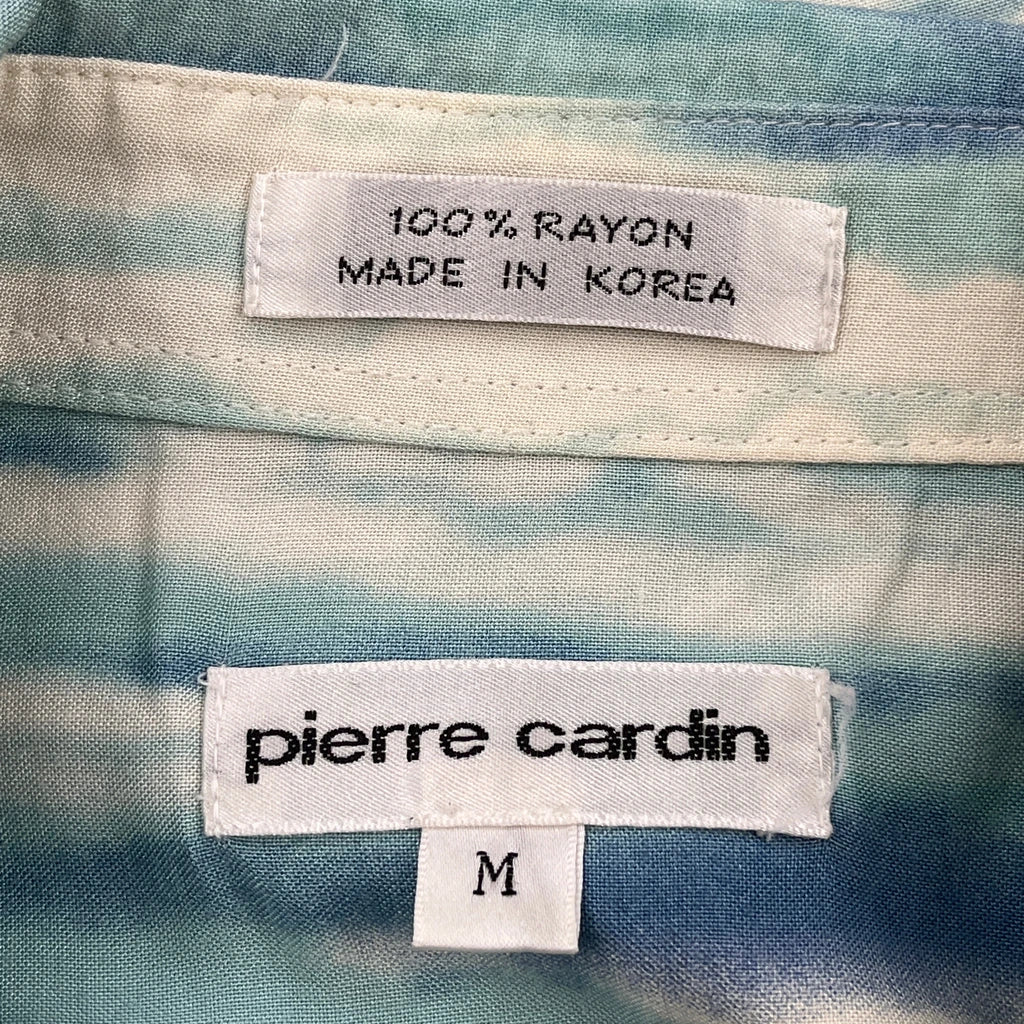 100% RAYON
MADE IN KOREA
pierre cardin
M